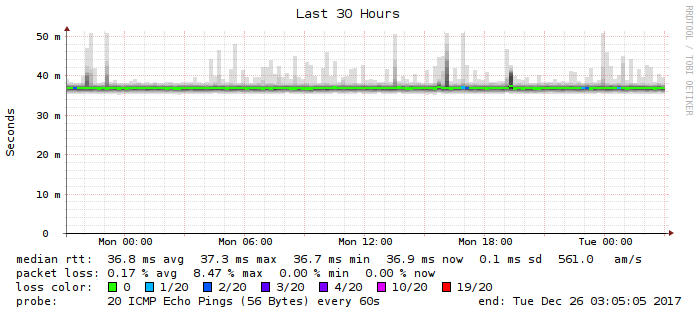 Last 30 Hours
RRDTOOL / TOBI OETIKER
Seconds
50 m
40 m
30 m
20 m
10 m
0
Mon 00:00 Mon 06:00 Mon 12:00 Mon 18:00 Tue 00:00
median rtt: 36.8 ms avg 37.3 ms max 36.7 ms min 36.9 ms now 0.1 ms sd 561.0 am/s
packet loss: 0.17 % avg 8.47 % max 0.00 % min 0.00 % now
loss color: 0 1/20 2/20 3/20 4/20 10/20 19/20
probe: 20 ICMP Echo Pings (56 Bytes) every 60s end: Tue Dec 26 03:05:05 2017